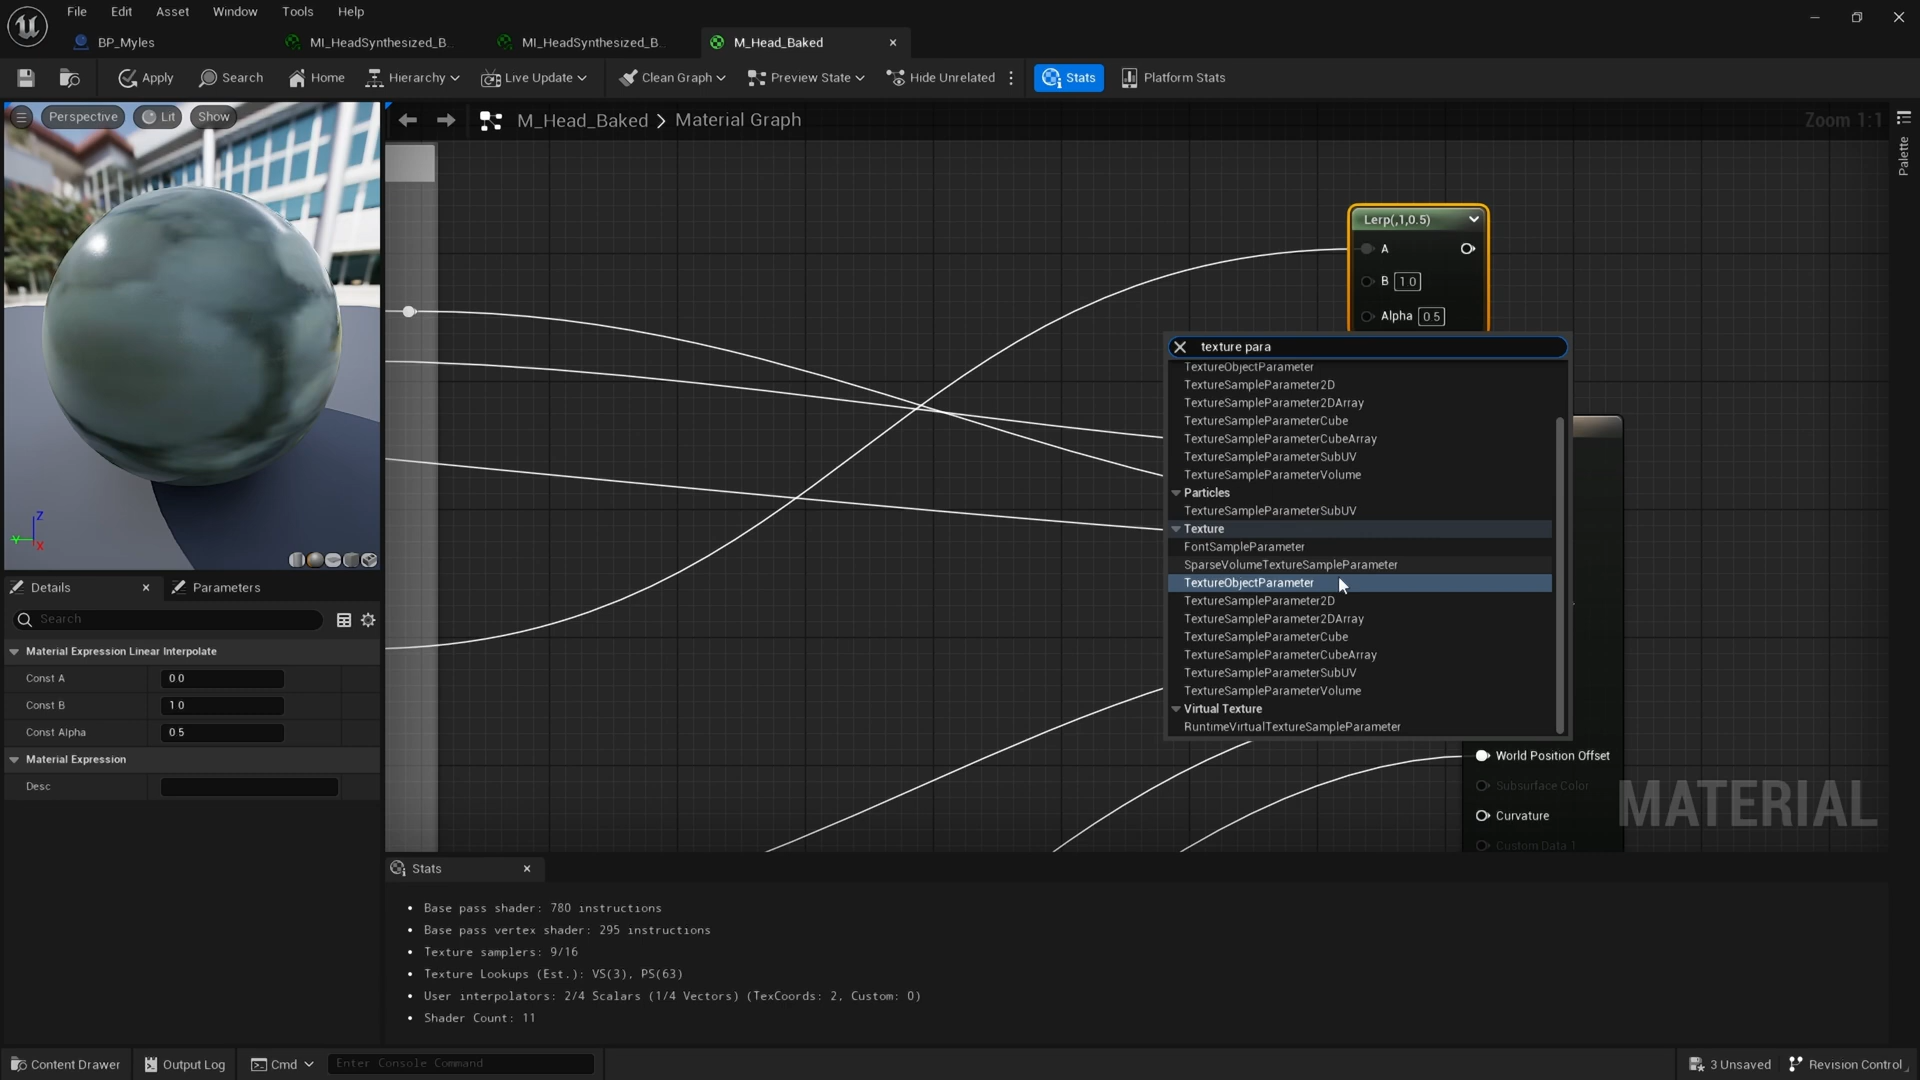 File Edit Asset Window Tools Help
BP_Myles MI_HeadSynthesized_B.. MI_HeadSynthesized_B.. M_Head_Baked
Apply Search Home Hierarchy Live Update Clean Graph Preview State Hide Unrelated Stats Platform Stats
Perspective Lit Show
M_Head_Baked > Material Graph
Zoom 1:1
Palette
Lerp(,1,0.5)
A
B 1 0
Alpha 0 5
texture para
TextureObjectParameter
TextureSampleParameter2D
TextureSampleParameter2DArray
TextureSampleParameterCube
TextureSampleParameterCubeArray
TextureSampleParameterSubUV
TextureSampleParameterVolume
Particles
TextureSampleParameterSubUV
Texture
FontSampleParameter
SparseVolumeTextureSampleParameter
TextureObjectParameter
TextureSampleParameter2D
TextureSampleParameter2DArray
TextureSampleParameterCube
TextureSampleParameterCubeArray
TextureSampleParameterSubUV
TextureSampleParameterVolume
Virtual Texture
RuntimeVirtualTextureSampleParameter
World Position Offset
Subsurface Color
Curvature
Custom Data 1
MATERIAL
Z
Y
X
Details Parameters
Search
Material Expression Linear Interpolate
Const A 0 0
Const B 1 0
Const Alpha 0 5
Material Expression
Desc
Stats
Base pass shader: 780 instructions
Base pass vertex shader: 295 instructions
Texture samplers: 9/16
Texture Lookups (Est.): VS(3), PS(63)
User interpolators: 2/4 Scalars (1/4 Vectors) (TexCoords: 2, Custom: 0)
Shader Count: 11
Content Drawer Output Log Cmd Enter Console Command 3 Unsaved Revision Control